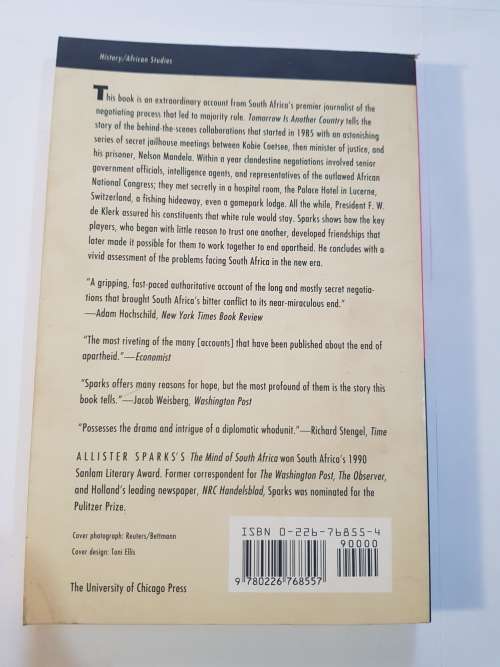 History/African Studies
This book is an extraordinary account from South Africa's premier journalist of the
negotiating process that led to majority rule. Tomorrow Is Another Country tells the
story of the behind-the-scenes collaborations that started in 1985 with an astonishing
series of secret jailhouse meetings between Kobie Coetsee, then minister of justice, and
his prisoner, Nelson Mandela. Within a year clandestine negotiations involved senior
government officials, intelligence agents, and representatives of the outlawed African
National Congress; they met secretly in a hospital room, the Palace Hotel in Lucerne,
Switzerland, a fishing hideaway, even a gamepark lodge. All the while, President F. W.
de Klerk assured his constituents that white rule would stay. Sparks shows how the key
players, who began with little reason to trust one another, developed friendships that
later made it possible for them to work together to end apartheid. He concludes with a
vivid assessment of the problems facing South Africa in the new era.
"A gripping, fast-paced authoritative account of the long and mostly secret negotia-
tions that brought South Africa's bitter conflict to its near-miraculous end."
—Adam Hochschild, New York Times Book Review
"The most riveting of the many [accounts] that have been published about the end of
apartheid."—Economist
"Sparks offers many reasons for hope, but the most profound of them is the story this
book tells."—Jacob Weisberg, Washington Post
"Possesses the drama and intrigue of a diplomatic whodunit."—Richard Stengel, Time
ALLISTER SPARKS'S The Mind of South Africa won South Africa's 1990
Sanlam Literary Award. Former correspondent for The Washington Post, The Observer,
and Holland's leading newspaper, NRC Handelsblad, Sparks was nominated for the
Pulitzer Prize.
Cover photograph: Reuters/Bettmann
Cover design: Toni Ellis
The University of Chicago Press
ISBN 0-226-76855-4
90000
9 780226 768557